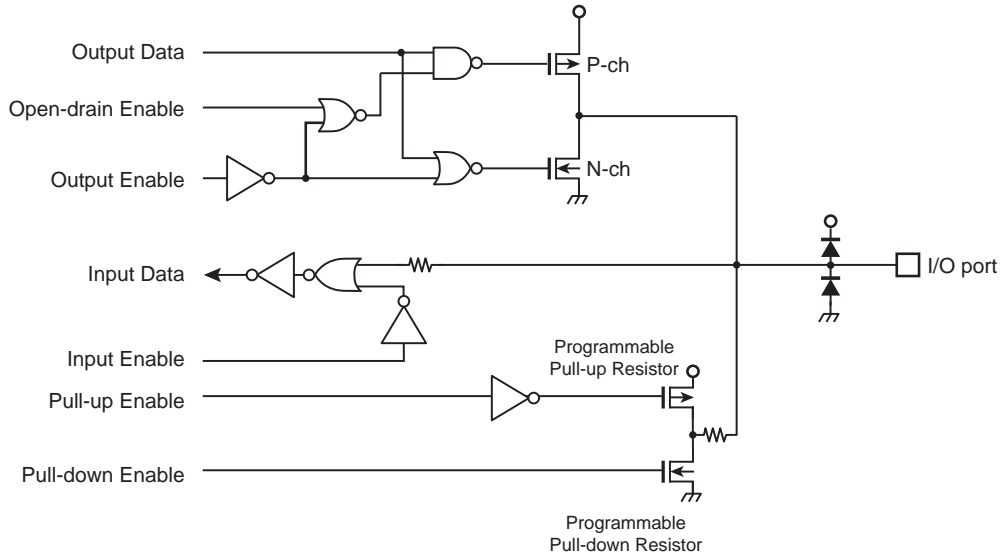 Output Data
P-ch
Open-drain Enable
N-ch
Output Enable
Input Data
I/O port
Input Enable
Programmable
Pull-up Resistor
Pull-up Enable
Pull-down Enable
Programmable
Pull-down Resistor